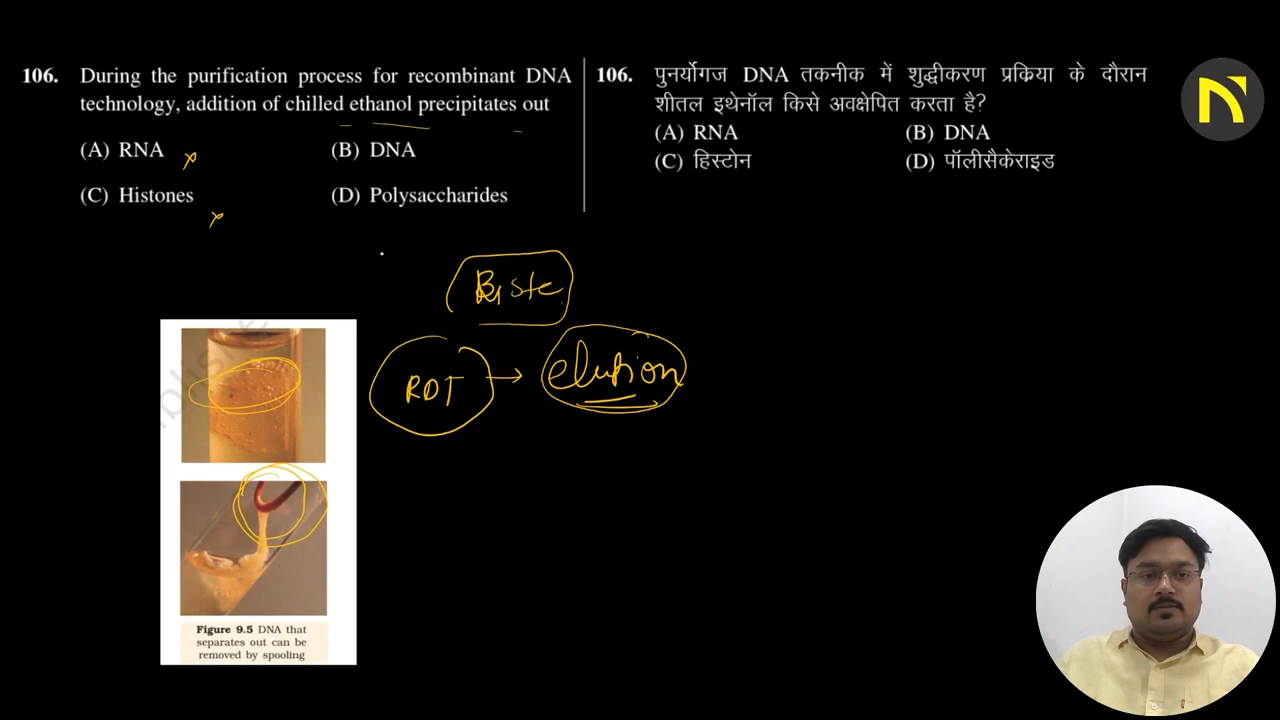 106. During the purification process for recombinant DNA
technology, addition of chilled ethanol precipitates out
(A) RNA (B) DNA
(C) Histones (D) Polysaccharides
106. पुनर्योगज DNA तकनीक में शुद्धीकरण प्रक्रिया के दौरान
शीतल इथेनॉल किसे अवक्षेपित करता है?
(A) RNA (B) DNA
(C) हिस्टोन (D) पॉलीसैकेराइड
RDT → elution
Figure 9.5 DNA that
separates out can be
removed by spooling